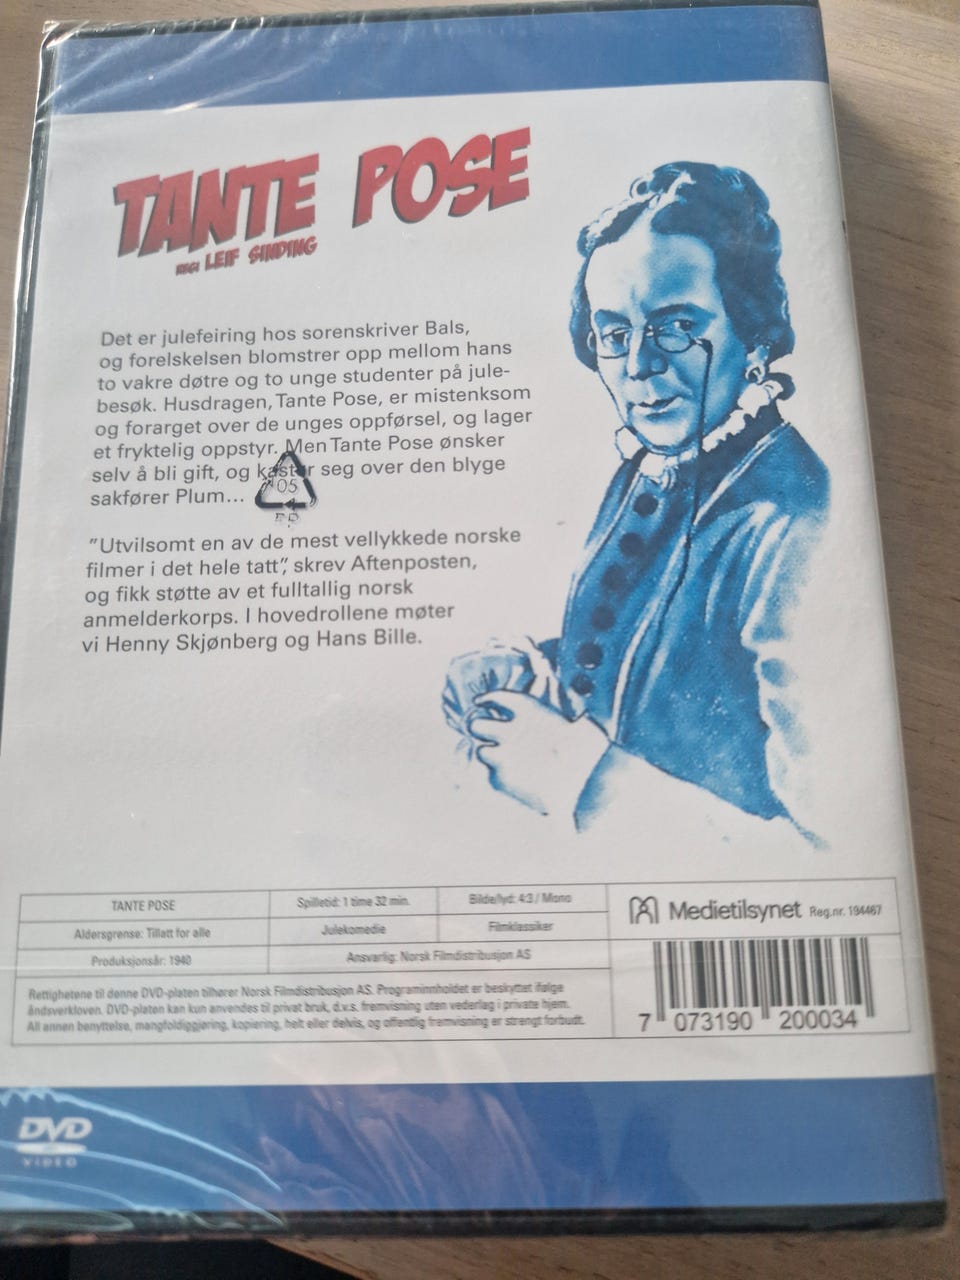 TANTE POSE
REGI LEIF SINDING
Det er julefeiring hos sorenskriver Bals,
og forelskelsen blomstrer opp mellom hans
to vakre døtre og to unge studenter på jule-
besøk. Husdragen, Tante Pose, er mistenksom
og forarget over de unges oppførsel, og lager
et fryktelig oppstyr. Men Tante Pose ønsker
selv å bli gift, og kaster seg over den blyge
sakfører Plum...
05
PP
"Utvilsomt en av de mest vellykkede norske
filmer i det hele tatt", skrev Aftenposten,
og fikk støtte av et fulltallig norsk
anmelderkorps. I hovedrollene møter
vi Henny Skjønberg og Hans Bille.
TANTE POSE Spilletid: 1 time 32 min. Bilde/lyd: 4:3 / Mono
Aldersgrense: Tillatt for alle Julekomedie Filmklassiker
Produksjonsår: 1940 Ansvarlig: Norsk Filmdistribusjon AS
Rettighetene til denne DVD-platen tilhører Norsk Filmdistribusjon AS. Programinnholdet er beskyttet ifølge
åndsverkloven. DVD-platen kan kun anvendes til privat bruk, d.v.s. fremvisning uten vederlag i private hjem.
All annen benyttelse, mangfoldiggjøring, kopiering, helt eller delvis, og offentlig fremvisning er strengt forbudt.
Medietilsynet Reg.nr. 194467
7 073190 200034
DVD
VIDEO